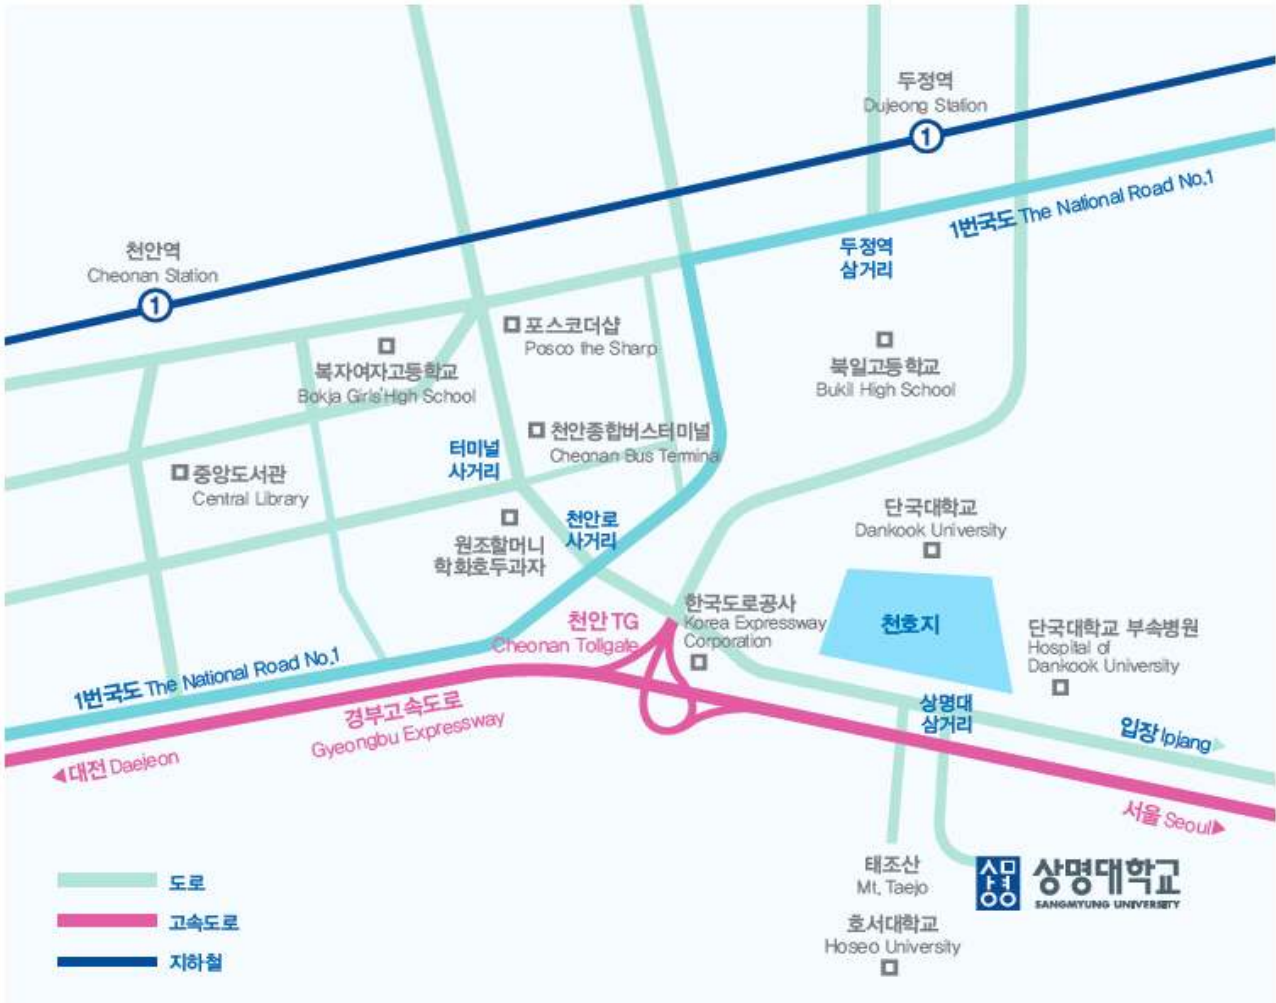 두정역
Dujeong Station
1
1번국도 The National Road No.1
천안역
Cheonan Station
1
두정역
삼거리
포스코더샵
Posco the Sharp
북일고등학교
Bukil High School
복자여자고등학교
Bokja Girls'High School
천안종합버스터미널
Cheonan Bus Termina
터미널
사거리
중앙도서관
Central Library
천안로
사거리
원조할머니
학화호두과자
단국대학교
Dankook University
천안 TG
Cheonan Tollgate
한국도로공사
Korea Expressway
Corporation
천호지
단국대학교 부속병원
Hospital of
Dankook University
1번국도 The National Road No.1
경부고속도로
Gyeongbu Expressway
◀대전 Daejeon
상명대
삼거리
입장 Ipjang▶
서울 Seoul▶
태조산
Mt. Taejo
호서대학교
Hoseo University
상명 상명대학교
SANGMYUNG UNIVERSITY
도로
고속도로
지하철